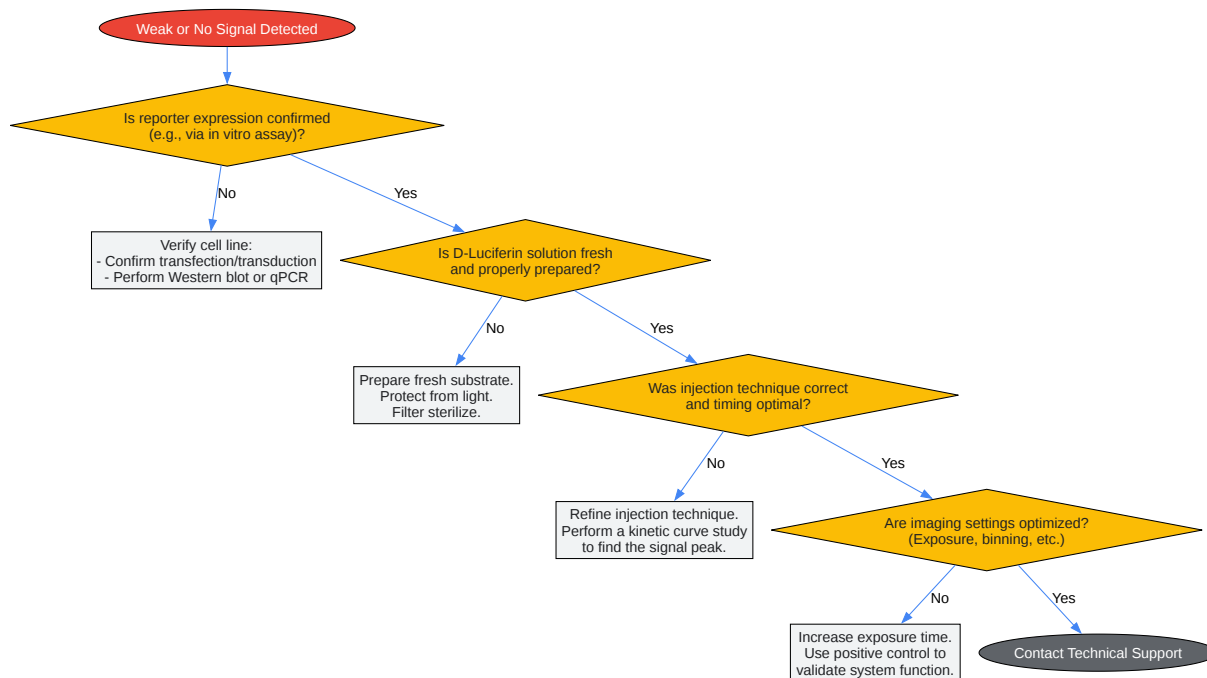 Weak or No Signal Detected
Is reporter expression confirmed
(e.g., via in vitro assay)?
No
Yes
Verify cell line:
- Confirm transfection/transduction
- Perform Western blot or qPCR
Is D-Luciferin solution fresh
and properly prepared?
No
Yes
Prepare fresh substrate.
Protect from light.
Filter sterilize.
Was injection technique correct
and timing optimal?
No
Yes
Refine injection technique.
Perform a kinetic curve study
to find the signal peak.
Are imaging settings optimized?
(Exposure, binning, etc.)
No
Yes
Increase exposure time.
Use positive control to
validate system function.
Contact Technical Support